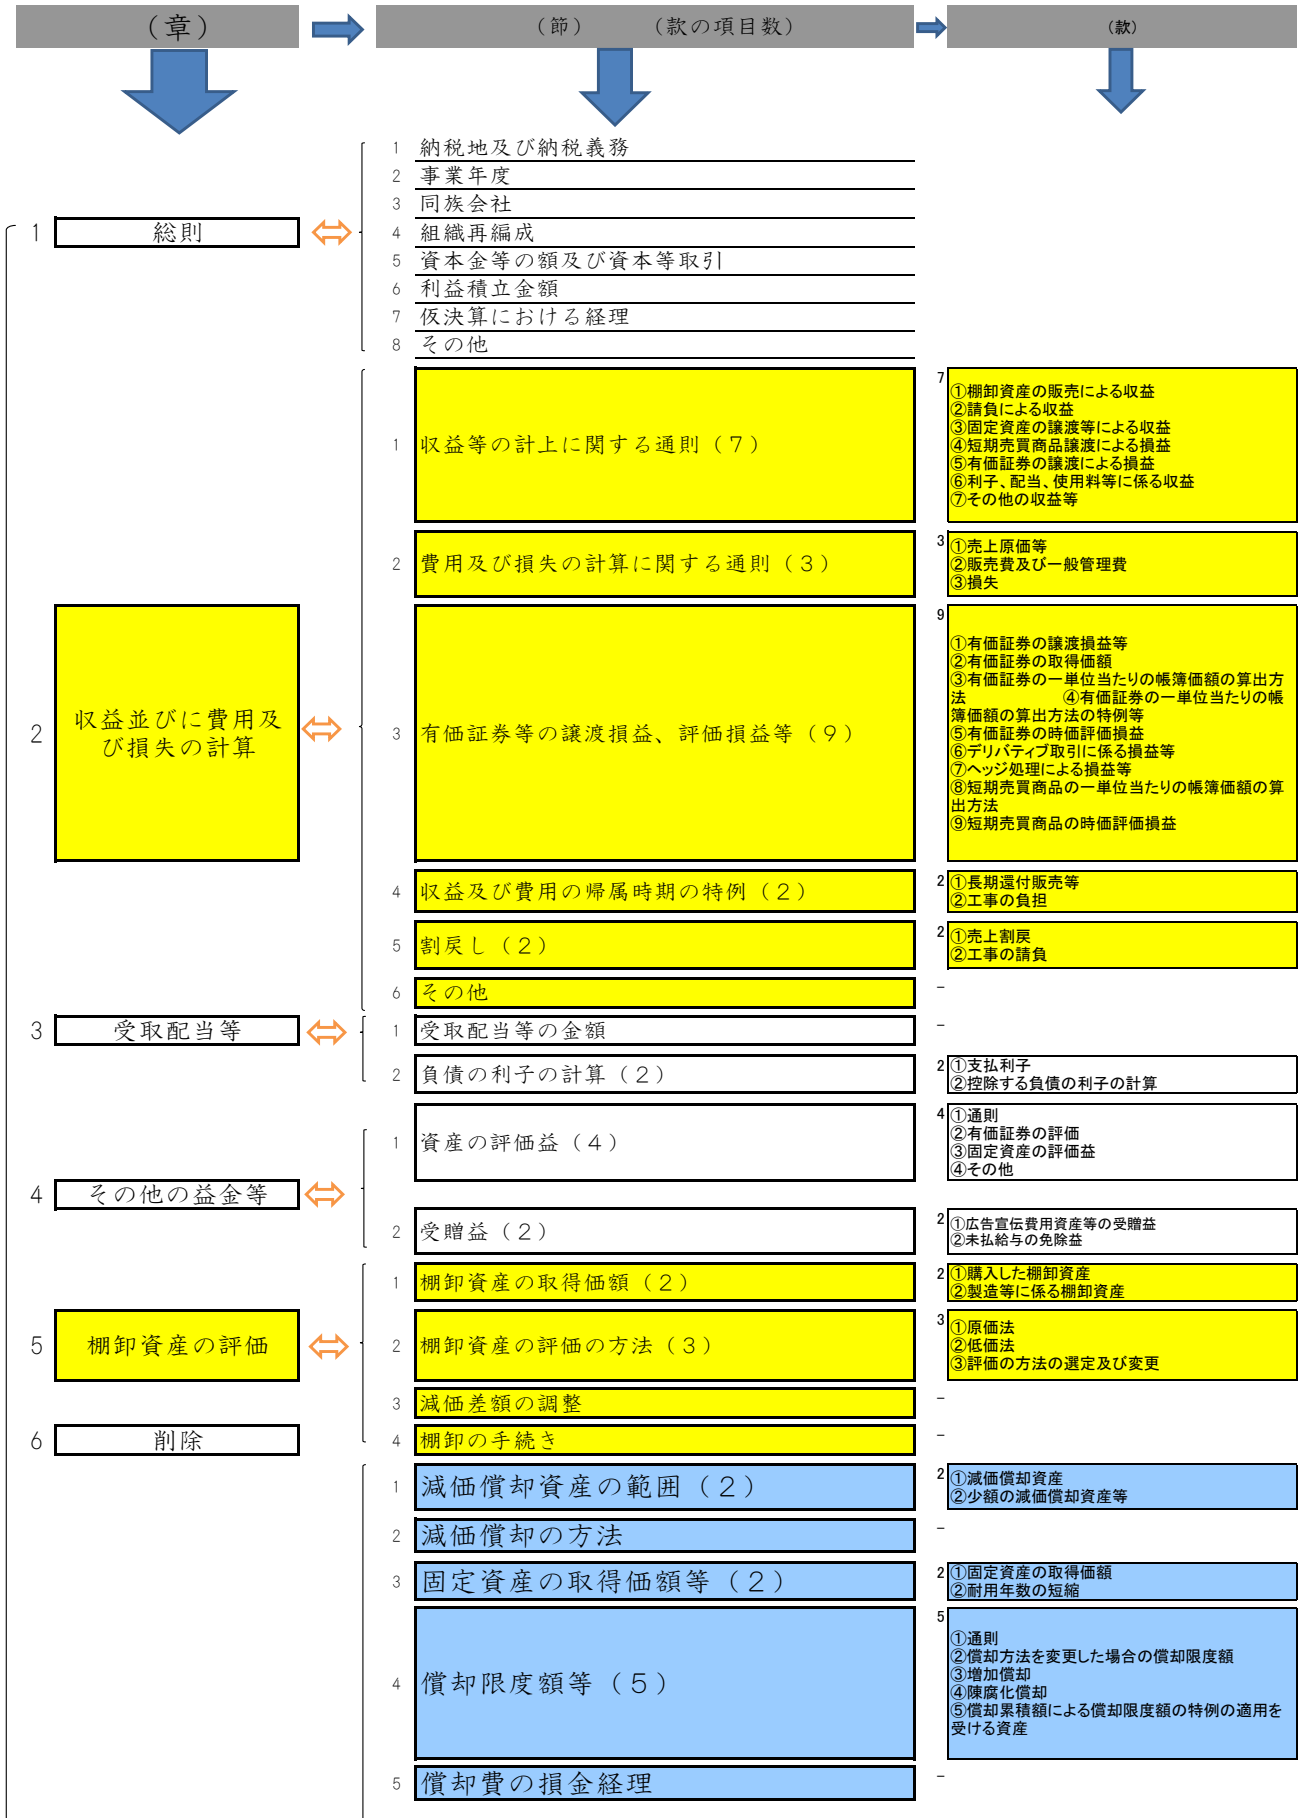 （章）
（節）　　（款の項目数）
（款）
1 納税地及び納税義務
2 事業年度
3 同族会社
1 総則
4 組織再編成
5 資本金等の額及び資本等取引
6 利益積立金額
7 仮決算における経理
8 その他
1 収益等の計上に関する通則（７）
7
①棚卸資産の販売による収益
②請負による収益
③固定資産の譲渡等による収益
④短期売買商品譲渡による損益
⑤有価証券の譲渡による損益
⑥利子、配当、使用料等に係る収益
⑦その他の収益等
2 費用及び損失の計算に関する通則（３）
3
①売上原価等
②販売費及び一般管理費
③損失
2 収益並びに費用及
び損失の計算
3 有価証券等の譲渡損益、評価損益等（９）
9
①有価証券の譲渡損益等
②有価証券の取得価額
③有価証券の一単位当たりの帳簿価額の算出方
法　　　　　　④有価証券の一単位当たりの帳
簿価額の算出方法の特例等
⑤有価証券の時価評価損益
⑥デリバティブ取引に係る損益等
⑦ヘッジ処理による損益等
⑧短期売買商品の一単位当たりの帳簿価額の算
出方法
⑨短期売買商品の時価評価損益
4 収益及び費用の帰属時期の特例（２）
2
①長期還付販売等
②工事の負担
5 割戻し（２）
2
①売上割戻
②工事の請負
6 その他
-
3 受取配当等
1 受取配当等の金額
-
2 負債の利子の計算（２）
2
①支払利子
②控除する負債の利子の計算
1 資産の評価益（４）
4
①通則
②有価証券の評価
③固定資産の評価益
④その他
4 その他の益金等
2 受贈益（２）
2
①広告宣伝費用資産等の受贈益
②未払給与の免除益
1 棚卸資産の取得価額（２）
2
①購入した棚卸資産
②製造等に係る棚卸資産
5 棚卸資産の評価
2 棚卸資産の評価の方法（３）
3
①原価法
②低価法
③評価の方法の選定及び変更
3 減価差額の調整
-
6 削除
4 棚卸の手続き
-
1 減価償却資産の範囲（２）
2
①減価償却資産
②少額の減価償却資産等
2 減価償却の方法
-
3 固定資産の取得価額等（２）
2
①固定資産の取得価額
②耐用年数の短縮
4 償却限度額等（５）
5
①通則
②償却方法を変更した場合の償却限度額
③増加償却
④陳腐化償却
⑤償却累積額による償却限度額の特例の適用を
受ける資産
5 償却費の損金経理
-